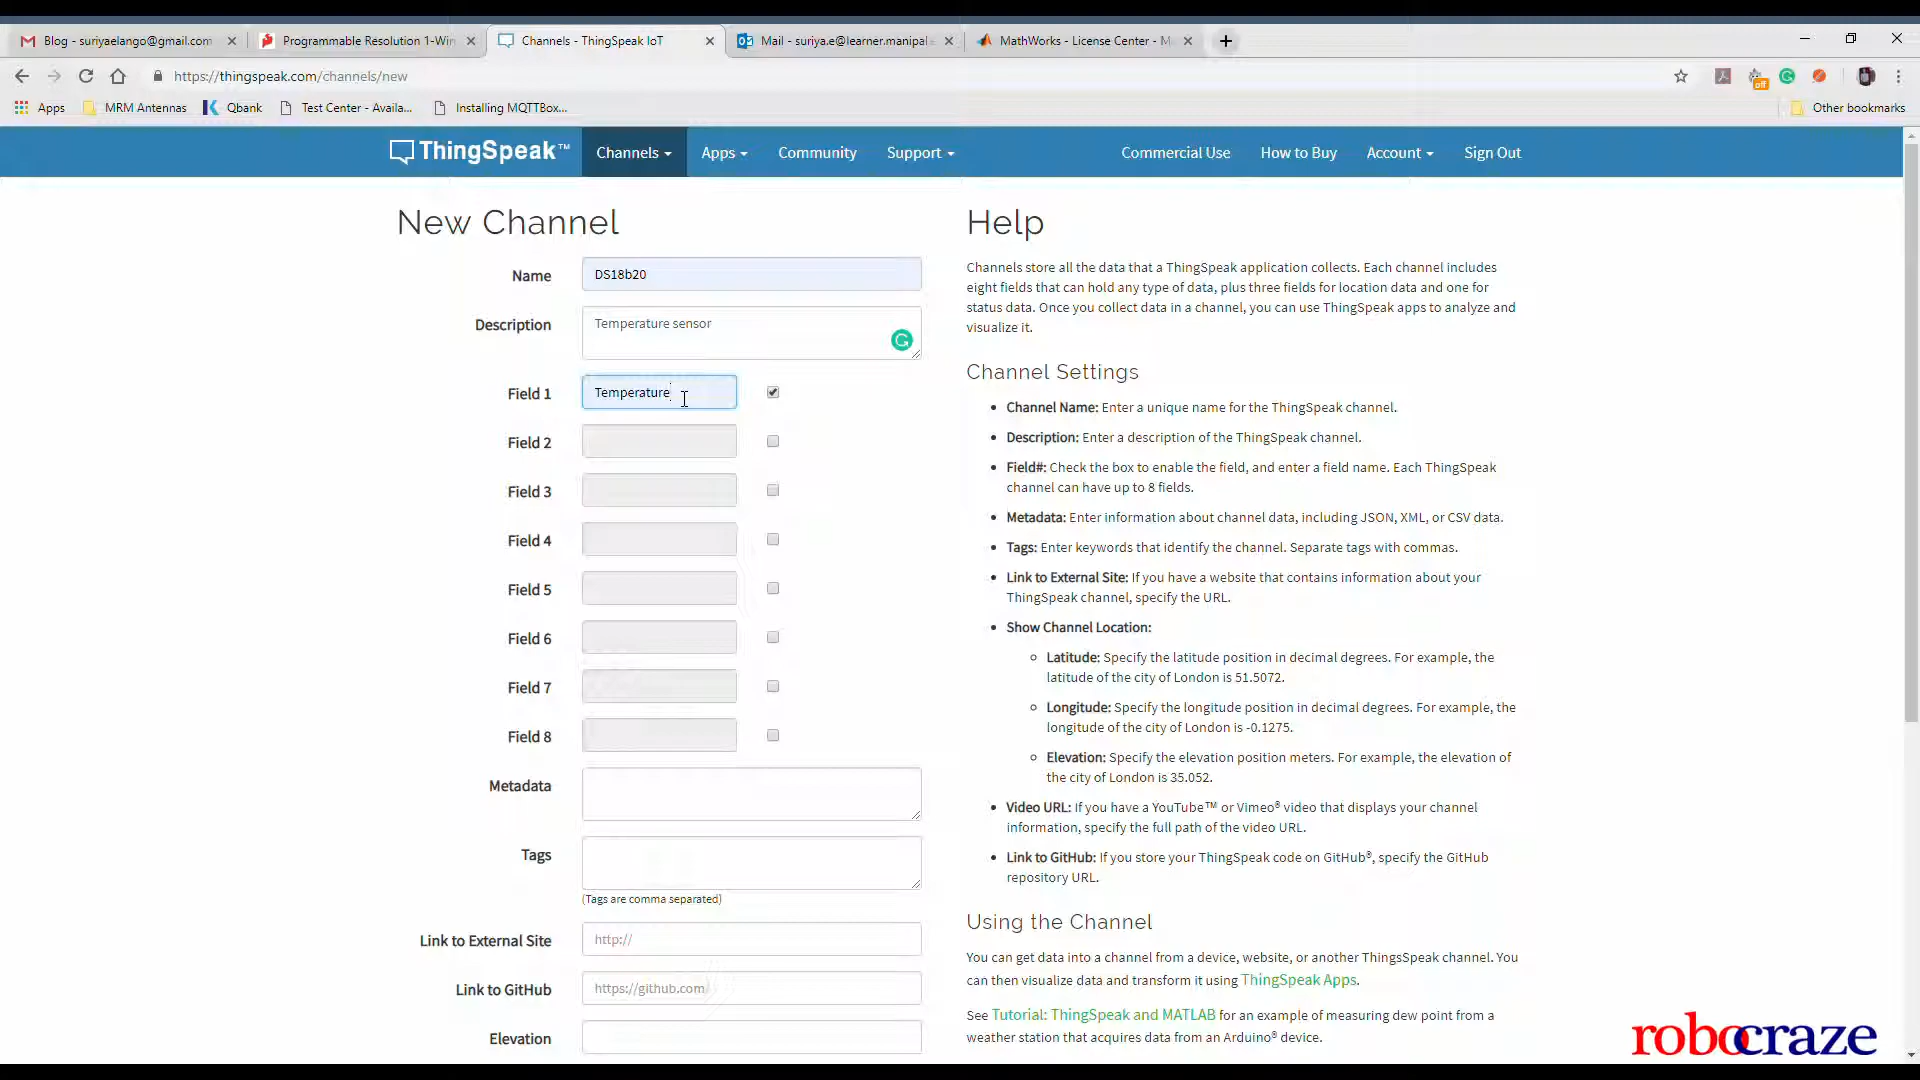 Blog - suriyaelango@gmail.com
Programmable Resolution 1-Wir
Channels - ThingSpeak IoT
Mail - suriya.e@learner.manipal.e
MathWorks - License Center - M
https://thingspeak.com/channels/new
off
Apps
MRM Antennas
Qbank
Test Center - Availa...
Installing MQTTBox...
Other bookmarks
ThingSpeak™
Channels
Apps
Community
Support
Commercial Use
How to Buy
Account
Sign Out
New Channel
Name
DS18b20
Description
Temperature sensor
Field 1
Temperature
Field 2
Field 3
Field 4
Field 5
Field 6
Field 7
Field 8
Metadata
Tags
(Tags are comma separated)
Link to External Site
http://
Link to GitHub
https://github.com
Elevation
Help
Channels store all the data that a ThingSpeak application collects. Each channel includes
eight fields that can hold any type of data, plus three fields for location data and one for
status data. Once you collect data in a channel, you can use ThingSpeak apps to analyze and
visualize it.
Channel Settings
• Channel Name: Enter a unique name for the ThingSpeak channel.
• Description: Enter a description of the ThingSpeak channel.
• Field#: Check the box to enable the field, and enter a field name. Each ThingSpeak
channel can have up to 8 fields.
• Metadata: Enter information about channel data, including JSON, XML, or CSV data.
• Tags: Enter keywords that identify the channel. Separate tags with commas.
• Link to External Site: If you have a website that contains information about your
ThingSpeak channel, specify the URL.
• Show Channel Location:
Latitude: Specify the latitude position in decimal degrees. For example, the
latitude of the city of London is 51.5072.
Longitude: Specify the longitude position in decimal degrees. For example, the
longitude of the city of London is -0.1275.
Elevation: Specify the elevation position meters. For example, the elevation of
the city of London is 35.052.
• Video URL: If you have a YouTube™ or Vimeo® video that displays your channel
information, specify the full path of the video URL.
• Link to GitHub: If you store your ThingSpeak code on GitHub®, specify the GitHub
repository URL.
Using the Channel
You can get data into a channel from a device, website, or another ThingsSpeak channel. You
can then visualize data and transform it using ThingSpeak Apps.
See Tutorial: ThingSpeak and MATLAB for an example of measuring dew point from a
weather station that acquires data from an Arduino® device.
robocraze